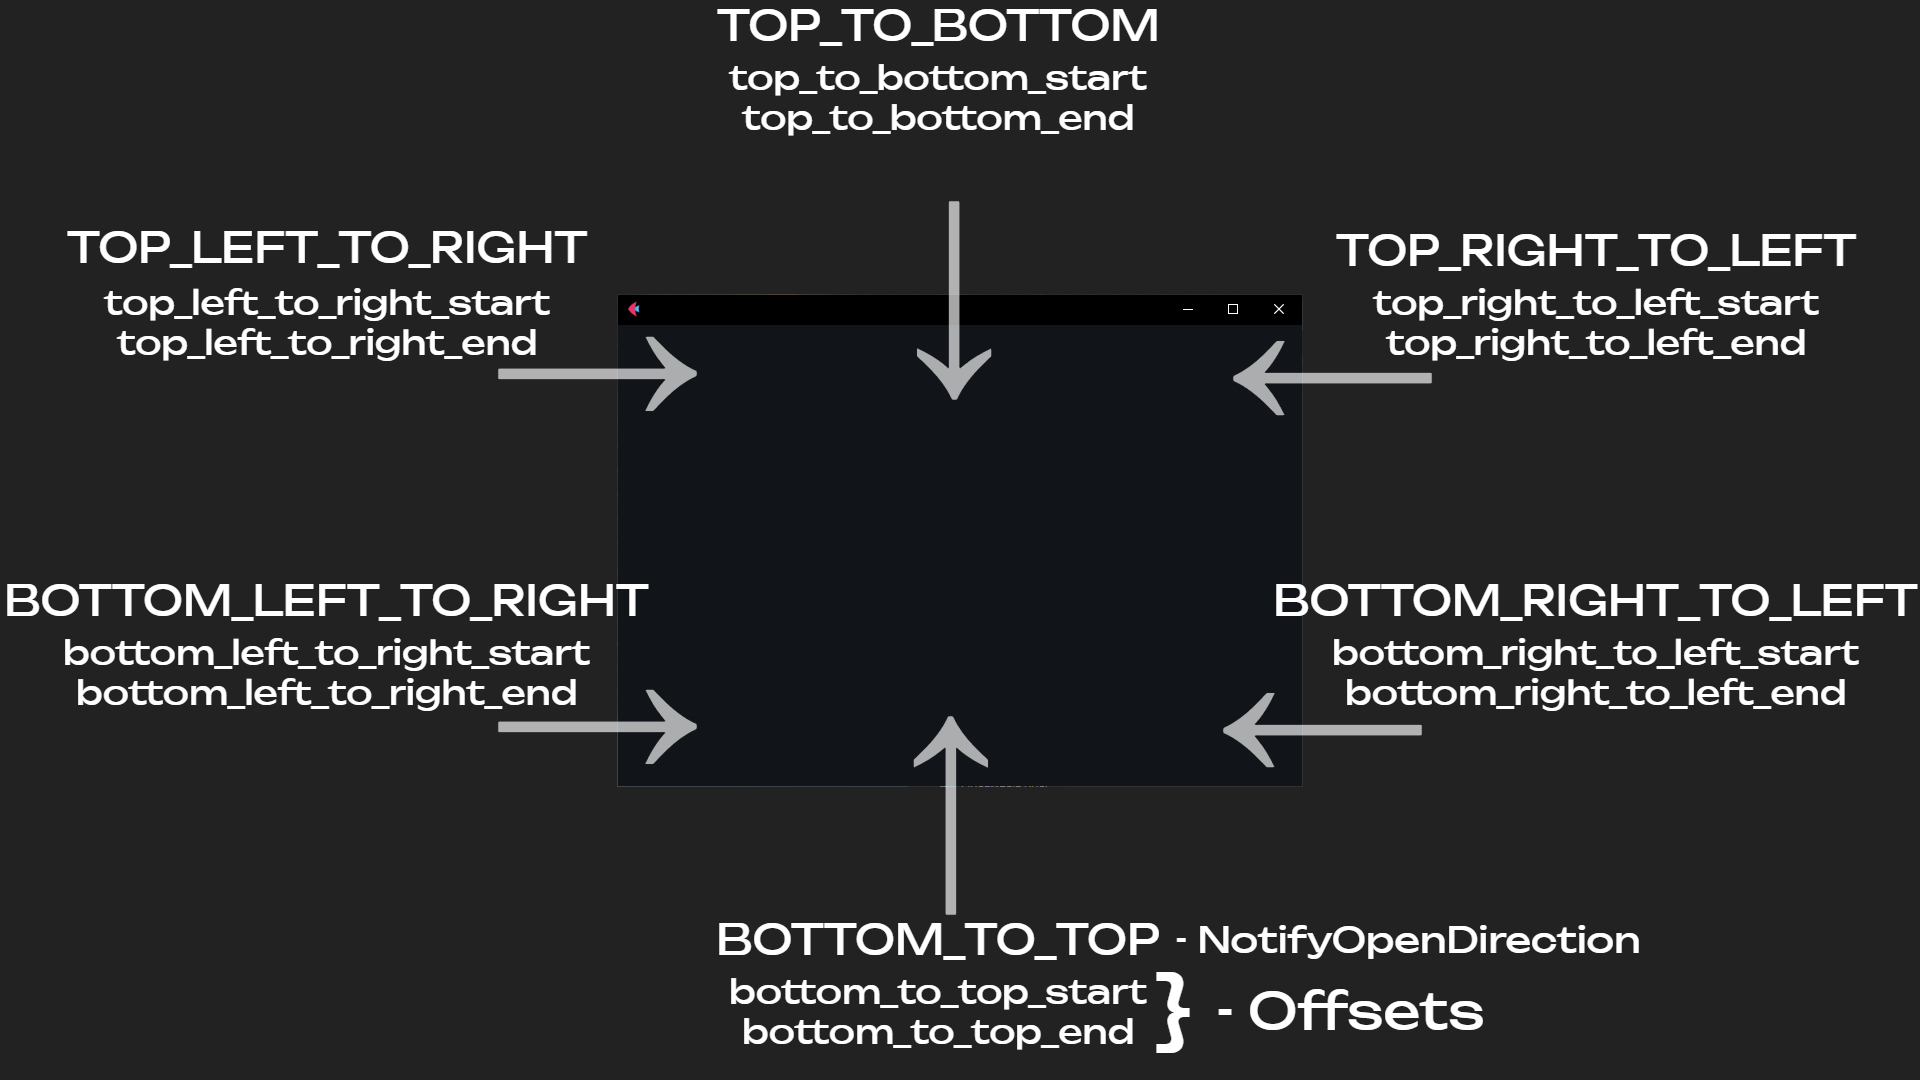 TOP_TO_BOTTOM
top_to_bottom_start
top_to_bottom_end
TOP_LEFT_TO_RIGHT
top_left_to_right_start
top_left_to_right_end
TOP_RIGHT_TO_LEFT
top_right_to_left_start
top_right_to_left_end
BOTTOM_LEFT_TO_RIGHT
bottom_left_to_right_start
bottom_left_to_right_end
BOTTOM_RIGHT_TO_LEFT
bottom_right_to_left_start
bottom_right_to_left_end
BOTTOM_TO_TOP - NotifyOpenDirection
bottom_to_top_start
bottom_to_top_end
} - Offsets